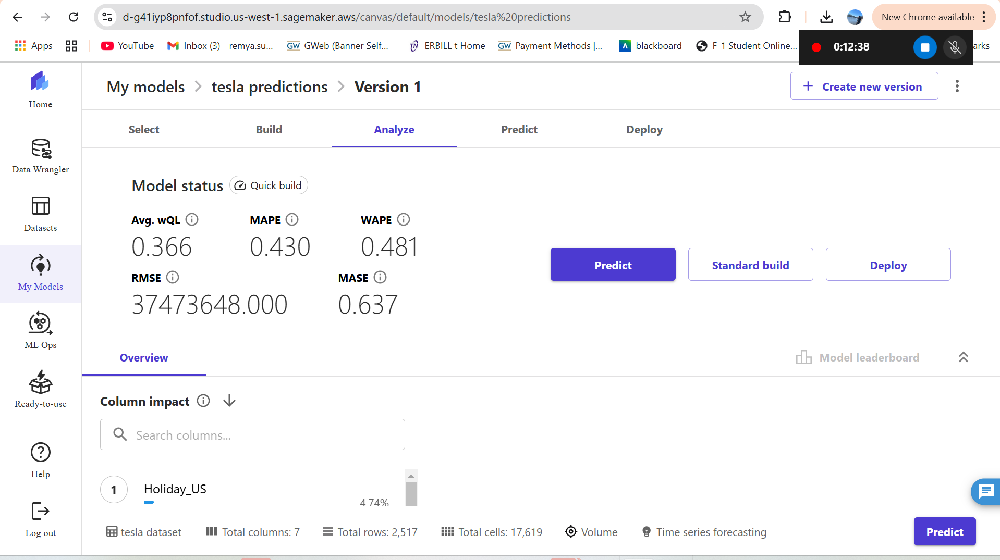 d-g41iyp8pnfof.studio.us-west-1.sagemaker.aws/canvas/default/models/tesla%20predictions
New Chrome available
Apps
YouTube
Inbox (3) - remya.su...
GWeb (Banner Self...
ERBILL t Home
Payment Methods |...
blackboard
F-1 Student Online...
0:12:38
arks
Home
Data Wrangler
Datasets
My Models
ML Ops
Ready-to-use
Help
Log out
My models > tesla predictions > Version 1
+ Create new version
Select
Build
Analyze
Predict
Deploy
Model status
Quick build
Avg. wQL
MAPE
WAPE
0.366
0.430
0.481
RMSE
MASE
37473648.000
0.637
Predict
Standard build
Deploy
Overview
Model leaderboard
Column impact
Search columns...
1
Holiday_US
4.74%
tesla dataset
Total columns: 7
Total rows: 2,517
Total cells: 17,619
Volume
Time series forecasting
Predict